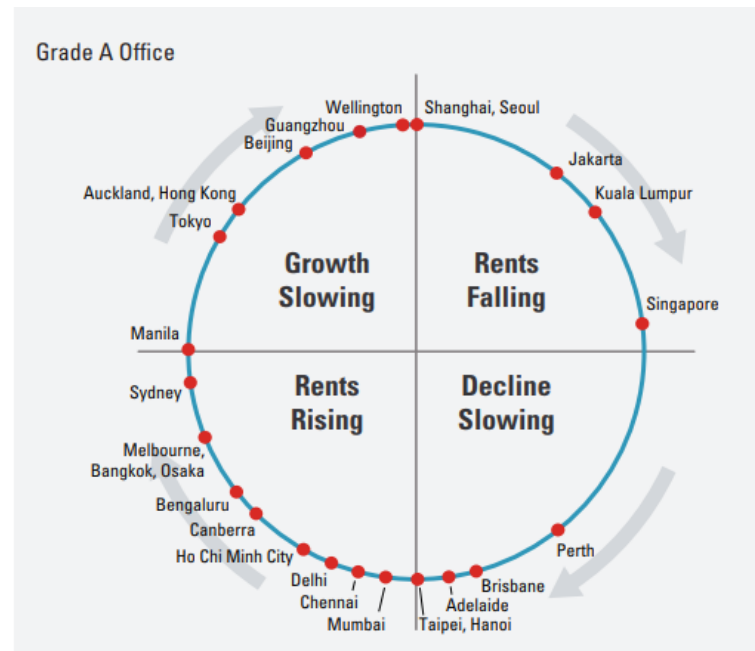 Grade A Office
Wellington
Shanghai, Seoul
Guangzhou
Beijing
Jakarta
Kuala Lumpur
Auckland, Hong Kong
Tokyo
Growth
Slowing
Rents
Falling
Singapore
Manila
Sydney
Rents
Rising
Decline
Slowing
Melbourne,
Bangkok, Osaka
Bengaluru
Canberra
Ho Chi Minh City
Perth
Delhi
Chennai
Mumbai
Taipei, Hanoi
Adelaide
Brisbane